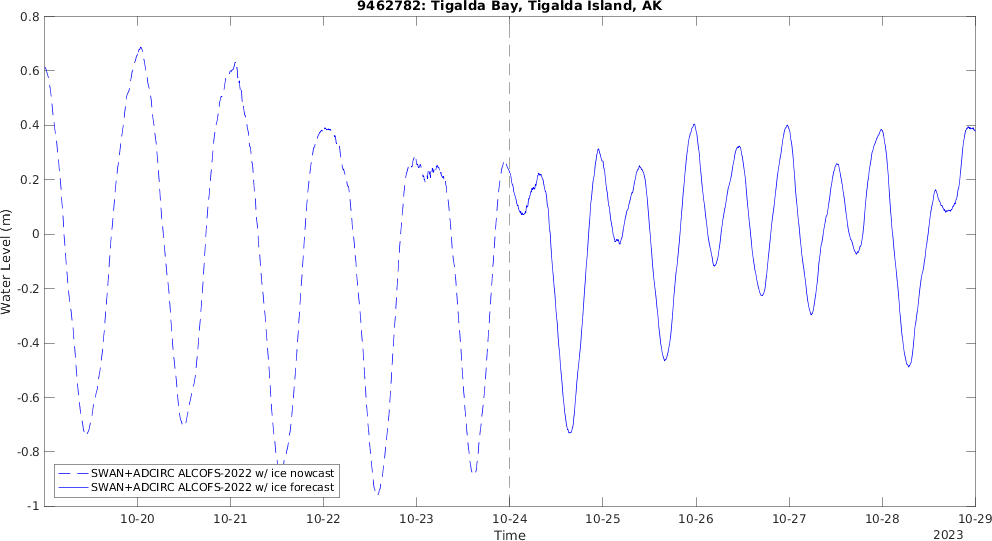 9462782: Tigalda Bay, Tigalda Island, AK
0.8
0.6
0.4
0.2
0
-0.2
-0.4
-0.6
-0.8
-1
Water Level (m)
SWAN+ADCIRC ALCOFS-2022 w/ ice nowcast
SWAN+ADCIRC ALCOFS-2022 w/ ice forecast
10-20 10-21 10-22 10-23 10-24 10-25 10-26 10-27 10-28 10-29
Time
2023